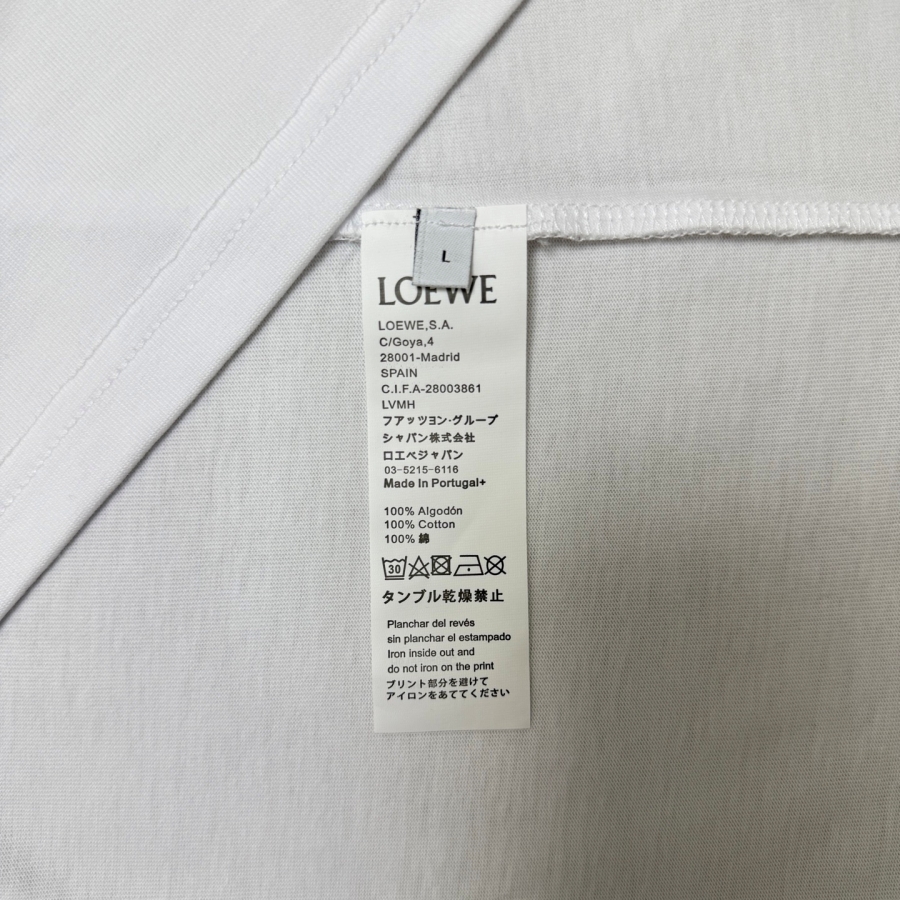 L
LOEWE
LOEWE,S.A.
C/Goya,4
28001-Madrid
SPAIN
C.I.F.A-28003861
LVMH
フアッツヨン･グループ
シャパン株式会社
ロエベジャパン
03-5215-6116
Made In Portugal+
100% Algodón
100% Cotton
100% 綿
30
タンブル乾燥禁止
Planchar del revés
sin planchar el estampado
Iron inside out and
do not iron on the print
プリント部分を避けて
アイロンをあててください